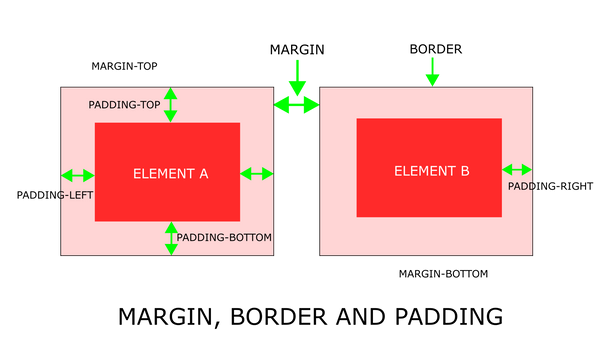 MARGIN
BORDER
MARGIN-TOP
PADDING-TOP
ELEMENT A
ELEMENT B
PADDING-LEFT
PADDING-RIGHT
PADDING-BOTTOM
MARGIN-BOTTOM
MARGIN, BORDER AND PADDING